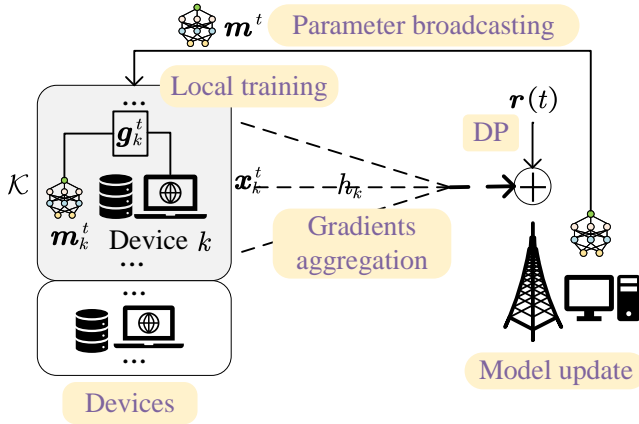 m^t
Parameter broadcasting
Local training
r(t)
...
g_k^t
DP
K
x_k^t
h_k
m_k^t
Device k
Gradients
aggregation
...
...
...
Model update
Devices